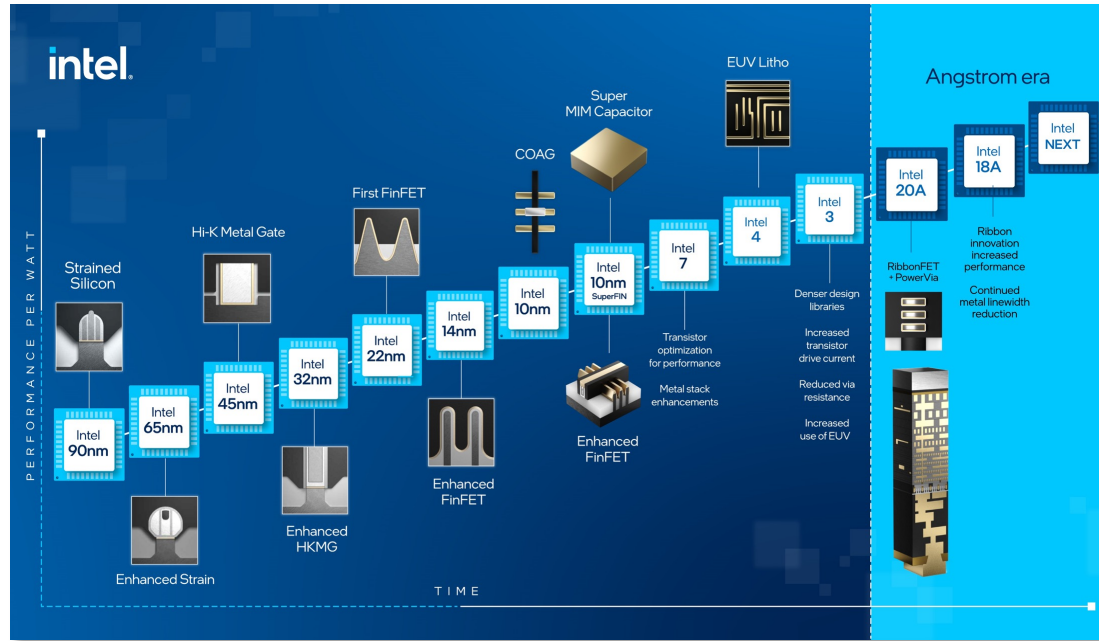 intel.
Angstrom era
PERFORMANCE PER WATT
TIME
Strained
Silicon
Intel
90nm
Intel
65nm
Enhanced Strain
Hi-K Metal Gate
Intel
45nm
Intel
32nm
Enhanced
HKMG
First FinFET
Intel
22nm
Intel
14nm
Enhanced
FinFET
COAG
Intel
10nm
Super
MIM Capacitor
Intel
10nm
SuperFIN
Enhanced
FinFET
Intel
7
Transistor
optimization
for performance
Metal stack
enhancements
EUV Litho
Intel
4
Intel
3
Denser design
libraries
Increased
transistor
drive current
Reduced via
resistance
Increased
use of EUV
Intel
20A
RibbonFET
+ PowerVia
Intel
18A
Ribbon
innovation
increased
performance
Continued
metal linewidth
reduction
Intel
NEXT